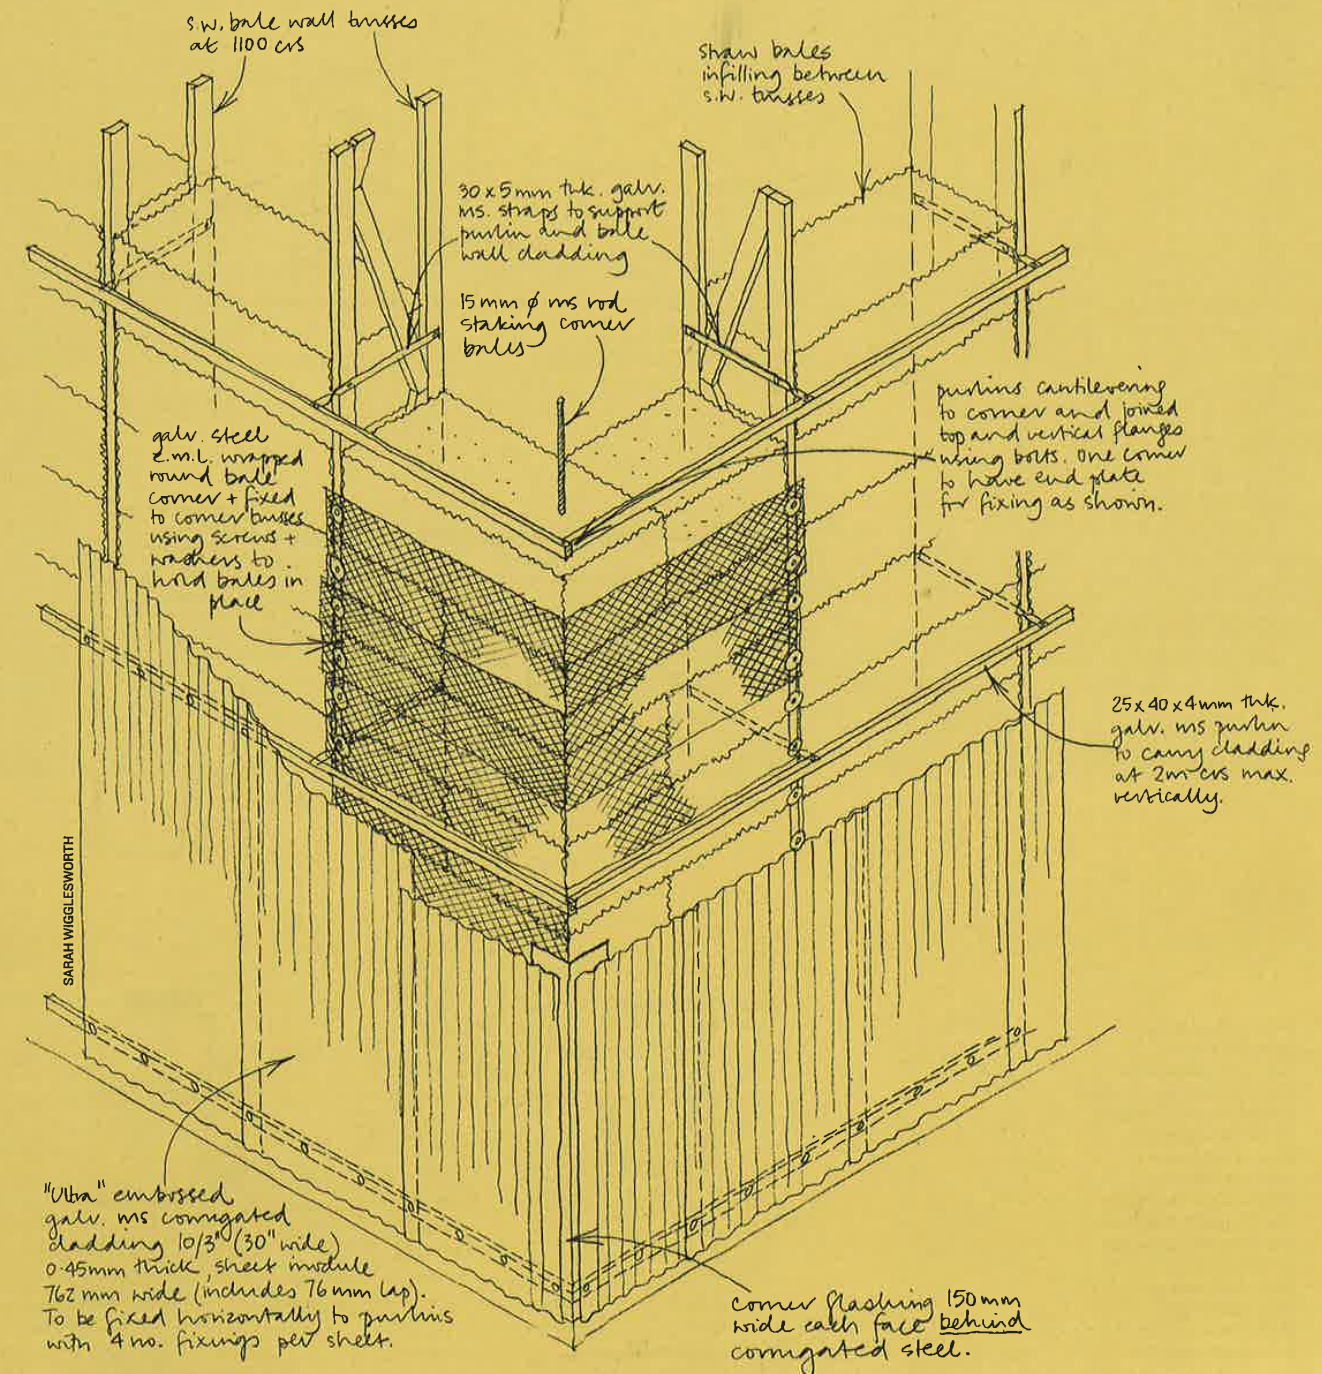 s.w. bale wall trusses
at 1100 crs
straw bales
infilling between
s.w. trusses
30 x 5mm thk. galv.
ms. straps to support
purlin and bale
wall cladding
15mm ø ms rod
staking corner
bales
purlins cantilevering
to corner and joined
top and vertical flanges
using bolts. One corner
to have end plate
for fixing as shown.
galv. steel
e.m.l. wrapped
round bale
corner + fixed
to corner trusses
using screws +
washers to
hold bales in
place
25 x 40 x 4mm thk.
galv. ms purlin
to carry cladding
at 2m crs max.
vertically.
SARAH WIGGLESWORTH
"Ultra" embossed
galv. ms corrugated
cladding 10/3" (30" wide)
0.45mm thick, sheet module
762 mm wide (includes 76mm lap).
To be fixed horizontally to purlins
with 4 no. fixings per sheet.
corner flashing 150mm
wide each face behind
corrugated steel.